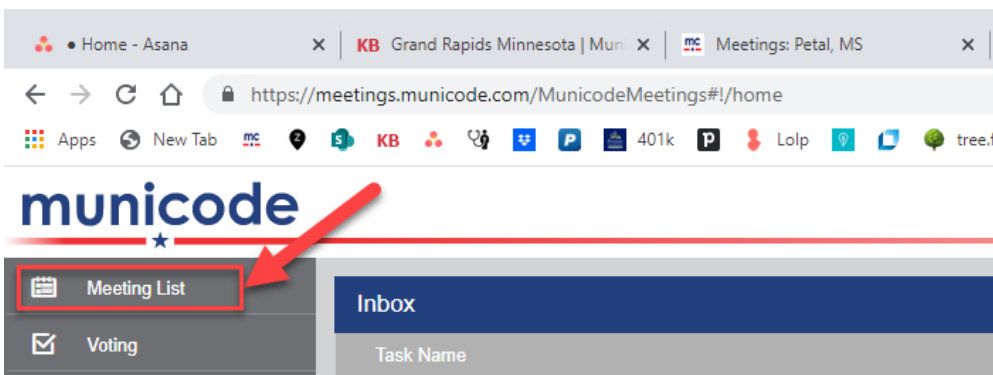 ● Home - Asana
KB Grand Rapids Minnesota | Mun
mc Meetings: Petal, MS
https://meetings.municode.com/MunicodeMeetings#!/home
Apps New Tab mc Z S KB P 401k p Lolp tree.f
municode
Meeting List
Inbox
Voting
Task Name